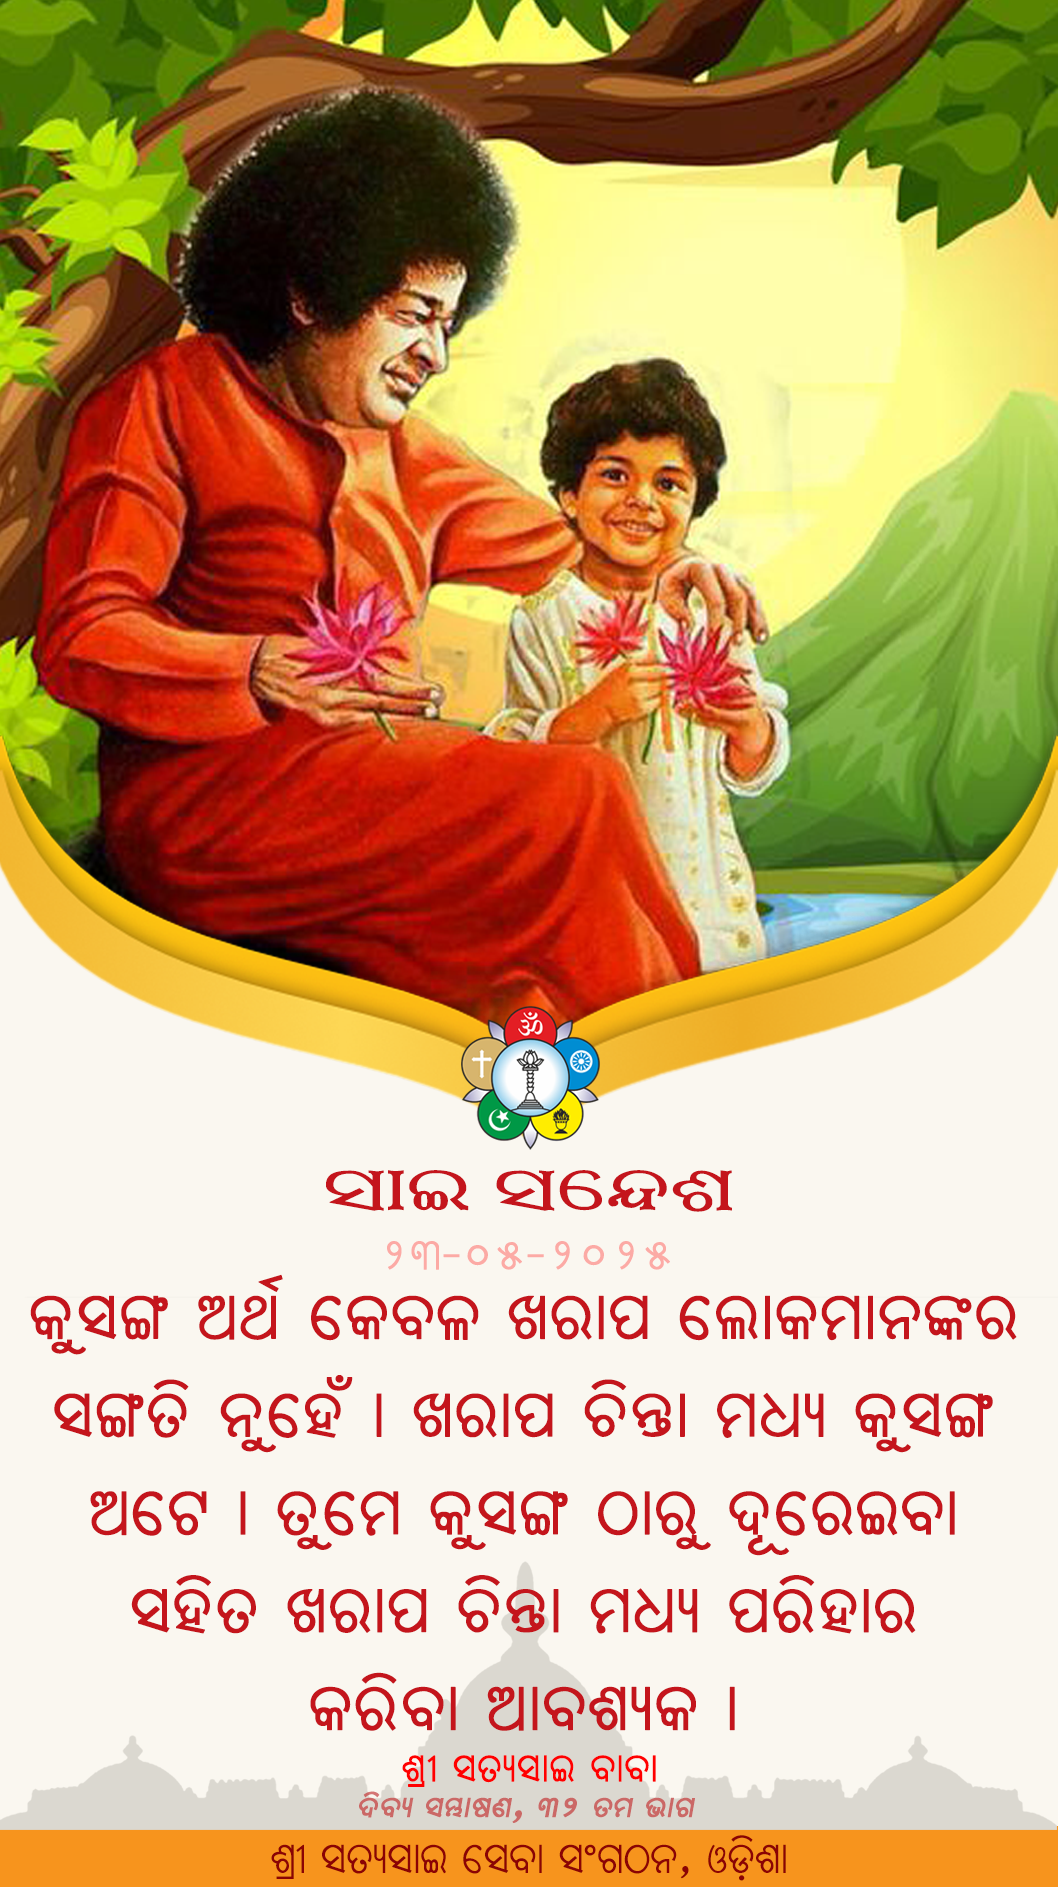 ॐ
ସାଇ ସନ୍ଦେଶ
୨୩-୦୫-୨୦୨୫
କୁସଙ୍ଗ ଅର୍ଥ କେବଳ ଖରାପ ଲୋକମାନଙ୍କର
ସଙ୍ଗତି ନୁହେଁ । ଖରାପ ଚିନ୍ତା ମଧ୍ୟ କୁସଙ୍ଗ
ଅଟେ । ତୁମେ କୁସଙ୍ଗ ଠାରୁ ଦୂରେଇବା
ସହିତ ଖରାପ ଚିନ୍ତା ମଧ୍ୟ ପରିହାର
କରିବା ଆବଶ୍ୟକ ।
ଶ୍ରୀ ସତ୍ୟସାଇ ବାବା
ଦିବ୍ୟ ସମ୍ଭାଷଣ, ୩୨ ତମ ଭାଗ
ଶ୍ରୀ ସତ୍ୟସାଇ ସେବା ସଂଗଠନ, ଓଡ଼ିଶା